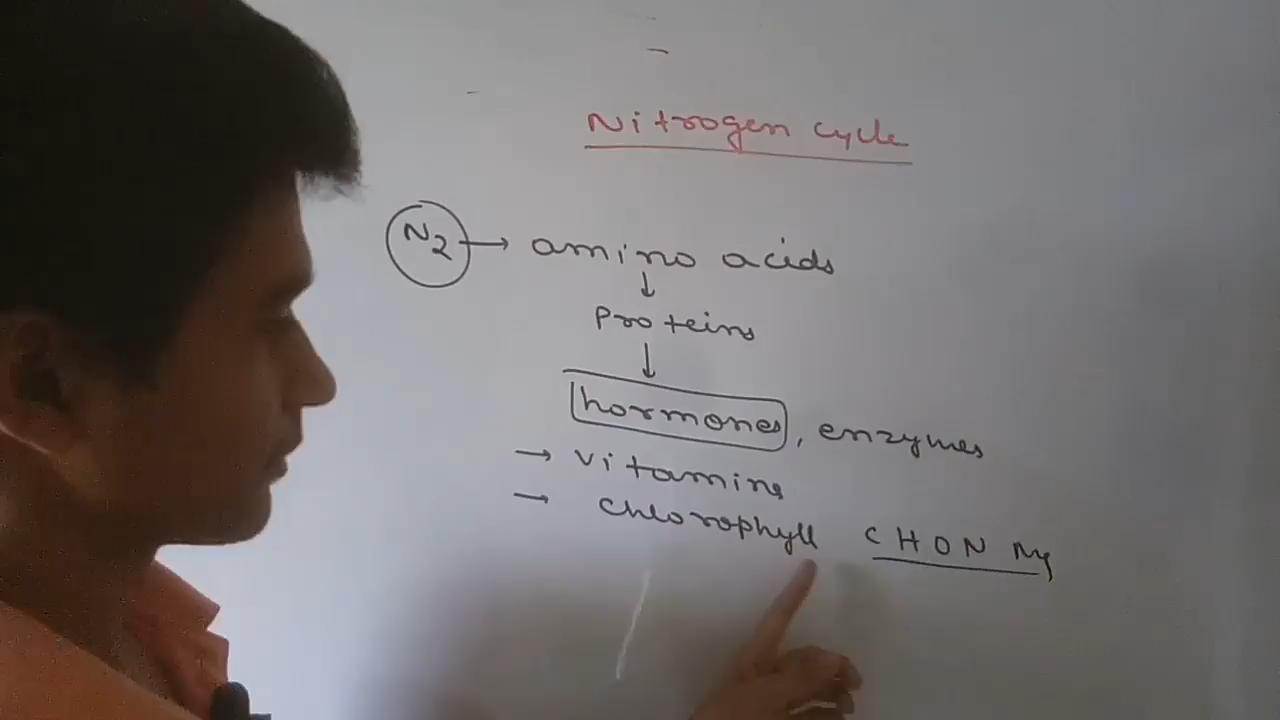 Nitrogen cycle
N2 → amino acids
↓
Proteins
↓
hormones, enzymes
→ vitamins
→ chlorophyll CHON Mg